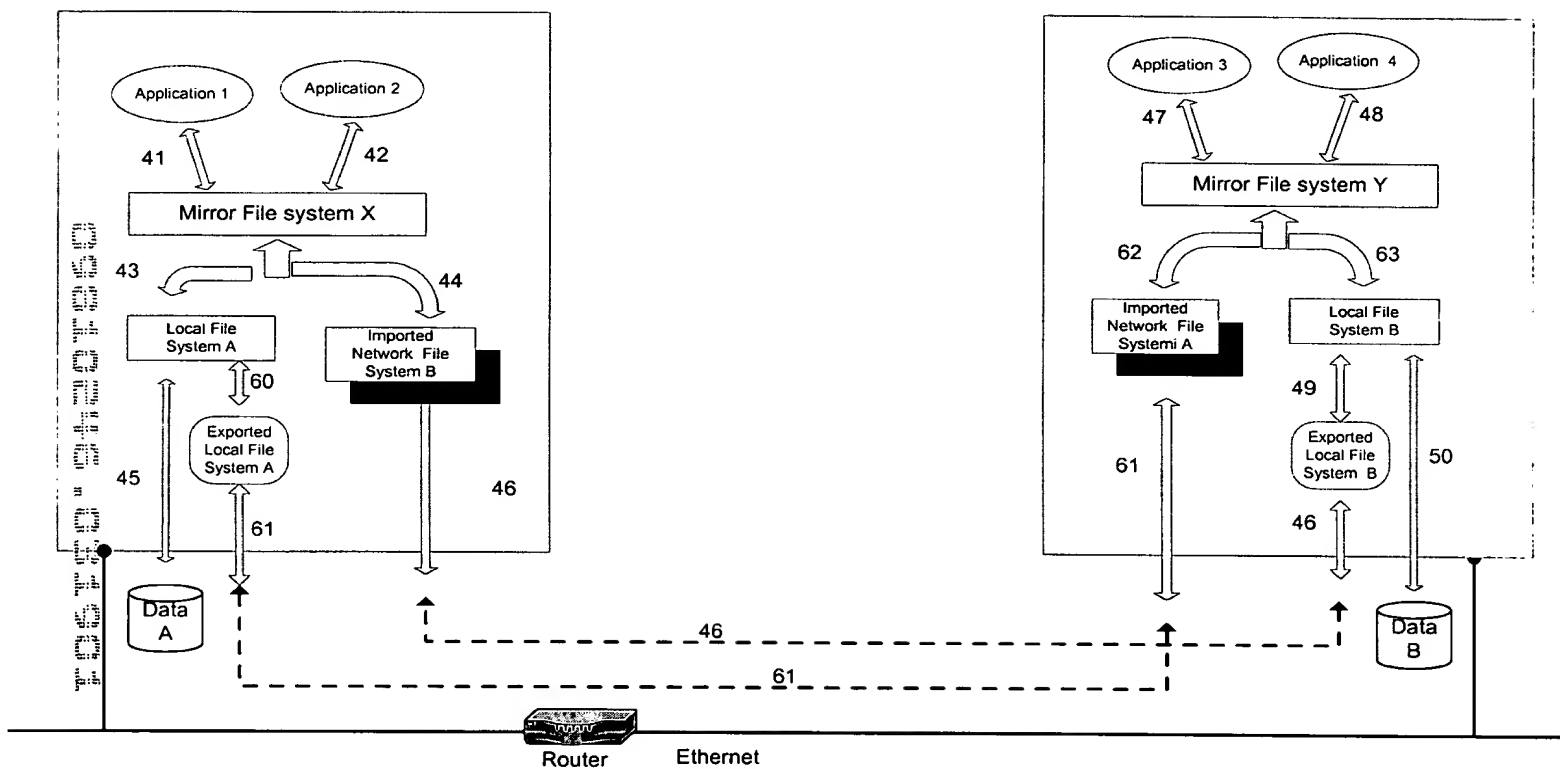 Application 1
Application 2
41
42
Mirror File system X
43
44
Local File
System A
Imported
Network File
System B
60
Exported
Local File
System A
45
46
61
Data
A
Application 3
Application 4
47
48
Mirror File system Y
62
63
Imported
Network File
Systemi A
Local File
System B
49
Exported
Local File
System B
50
61
46
Data
B
46
61
Router
Ethernet